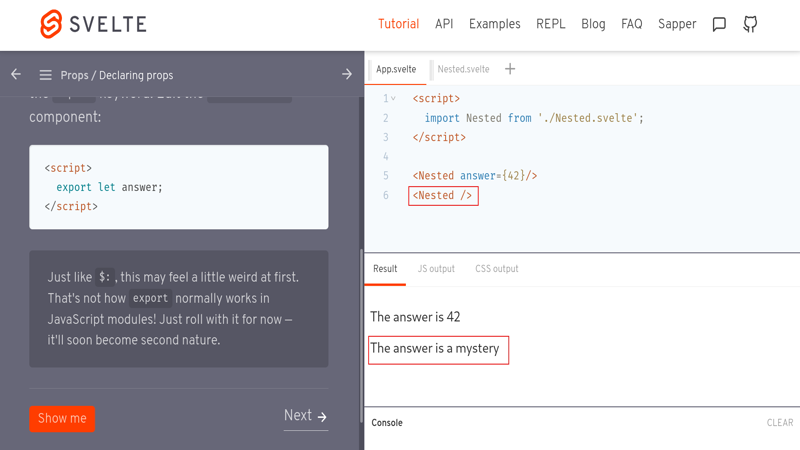 SVELTE
Tutorial API Examples REPL Blog FAQ Sapper
Props / Declaring props
component:
<script>
export let answer;
</script>
Just like $:, this may feel a little weird at first.
That's not how export normally works in
JavaScript modules! Just roll with it for now —
it'll soon become second nature.
Show me
Next
App.svelte Nested.svelte +
1 <script>
2 import Nested from './Nested.svelte';
3 </script>
4
5 <Nested answer={42}/>
6 <Nested />
Result JS output CSS output
The answer is 42
The answer is a mystery
Console CLEAR